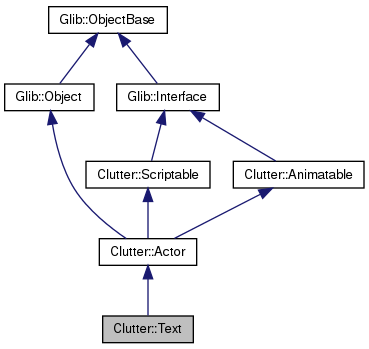 Glib::ObjectBase
Glib::Object
Glib::Interface
Clutter::Scriptable
Clutter::Animatable
Clutter::Actor
Clutter::Text